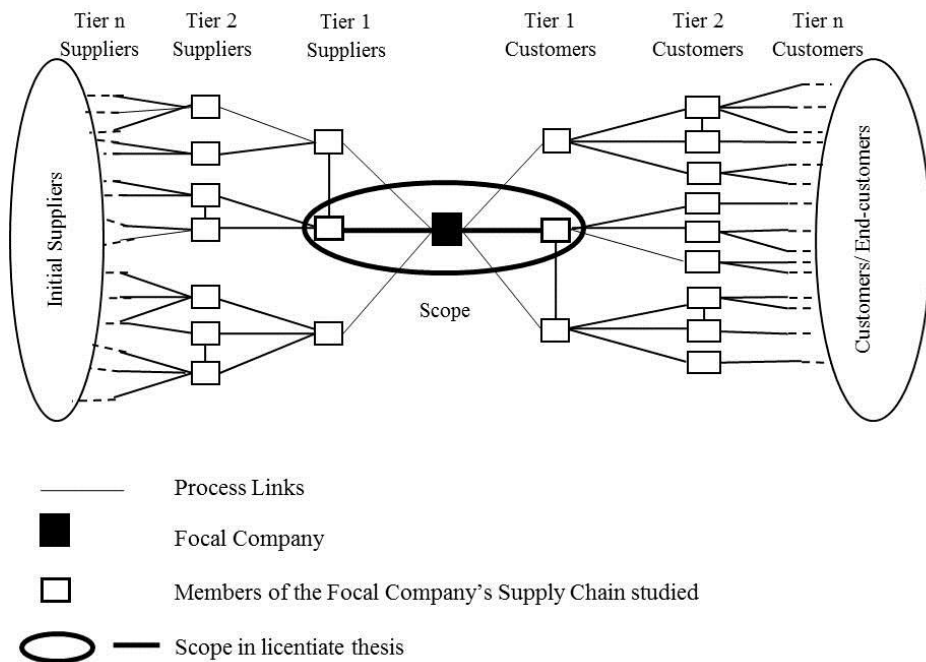 Tier n
Suppliers
Tier 2
Suppliers
Tier 1
Suppliers
Tier 1
Customers
Tier 2
Customers
Tier n
Customers
Initial Suppliers
Scope
Customers/ End-customers
Process Links
Focal Company
Members of the Focal Company's Supply Chain studied
Scope in licentiate thesis